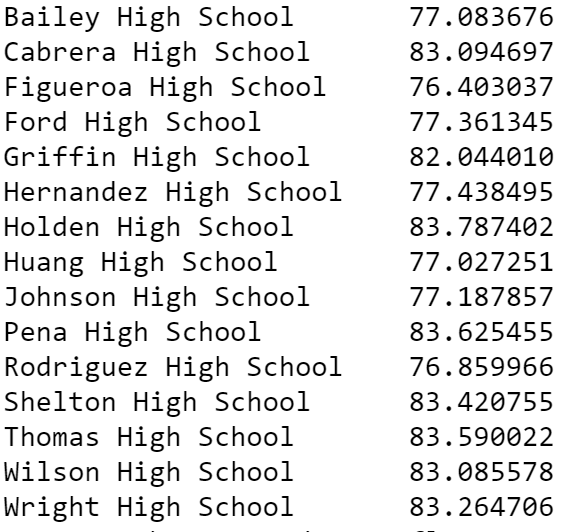 Bailey High School 77.083676
Cabrera High School 83.094697
Figueroa High School 76.403037
Ford High School 77.361345
Griffin High School 82.044010
Hernandez High School 77.438495
Holden High School 83.787402
Huang High School 77.027251
Johnson High School 77.187857
Pena High School 83.625455
Rodriguez High School 76.859966
Shelton High School 83.420755
Thomas High School 83.590022
Wilson High School 83.085578
Wright High School 83.264706